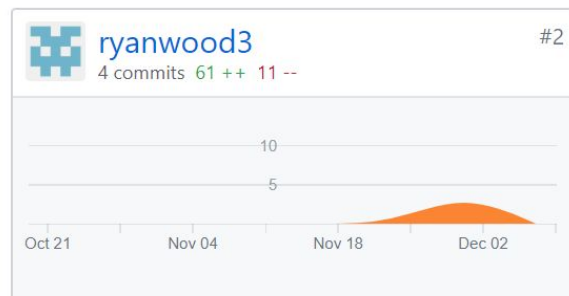 ryanwood3 #2
4 commits 61 ++ 11 --
10
5
Oct 21 Nov 04 Nov 18 Dec 02